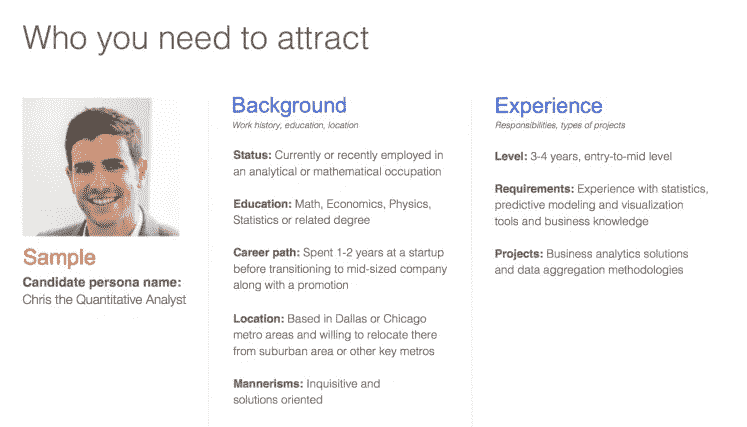 Who you need to attract
Sample
Candidate persona name:
Chris the Quantitative Analyst
Background
Work history, education, location
Status: Currently or recently employed in
an analytical or mathematical occupation
Education: Math, Economics, Physics,
Statistics or related degree
Career path: Spent 1-2 years at a startup
before transitioning to mid-sized company
along with a promotion
Location: Based in Dallas or Chicago
metro areas and willing to relocate there
from suburban area or other key metros
Mannerisms: Inquisitive and
solutions oriented
Experience
Responsibilities, types of projects
Level: 3-4 years, entry-to-mid level
Requirements: Experience with statistics,
predictive modeling and visualization
tools and business knowledge
Projects: Business analytics solutions
and data aggregation methodologies